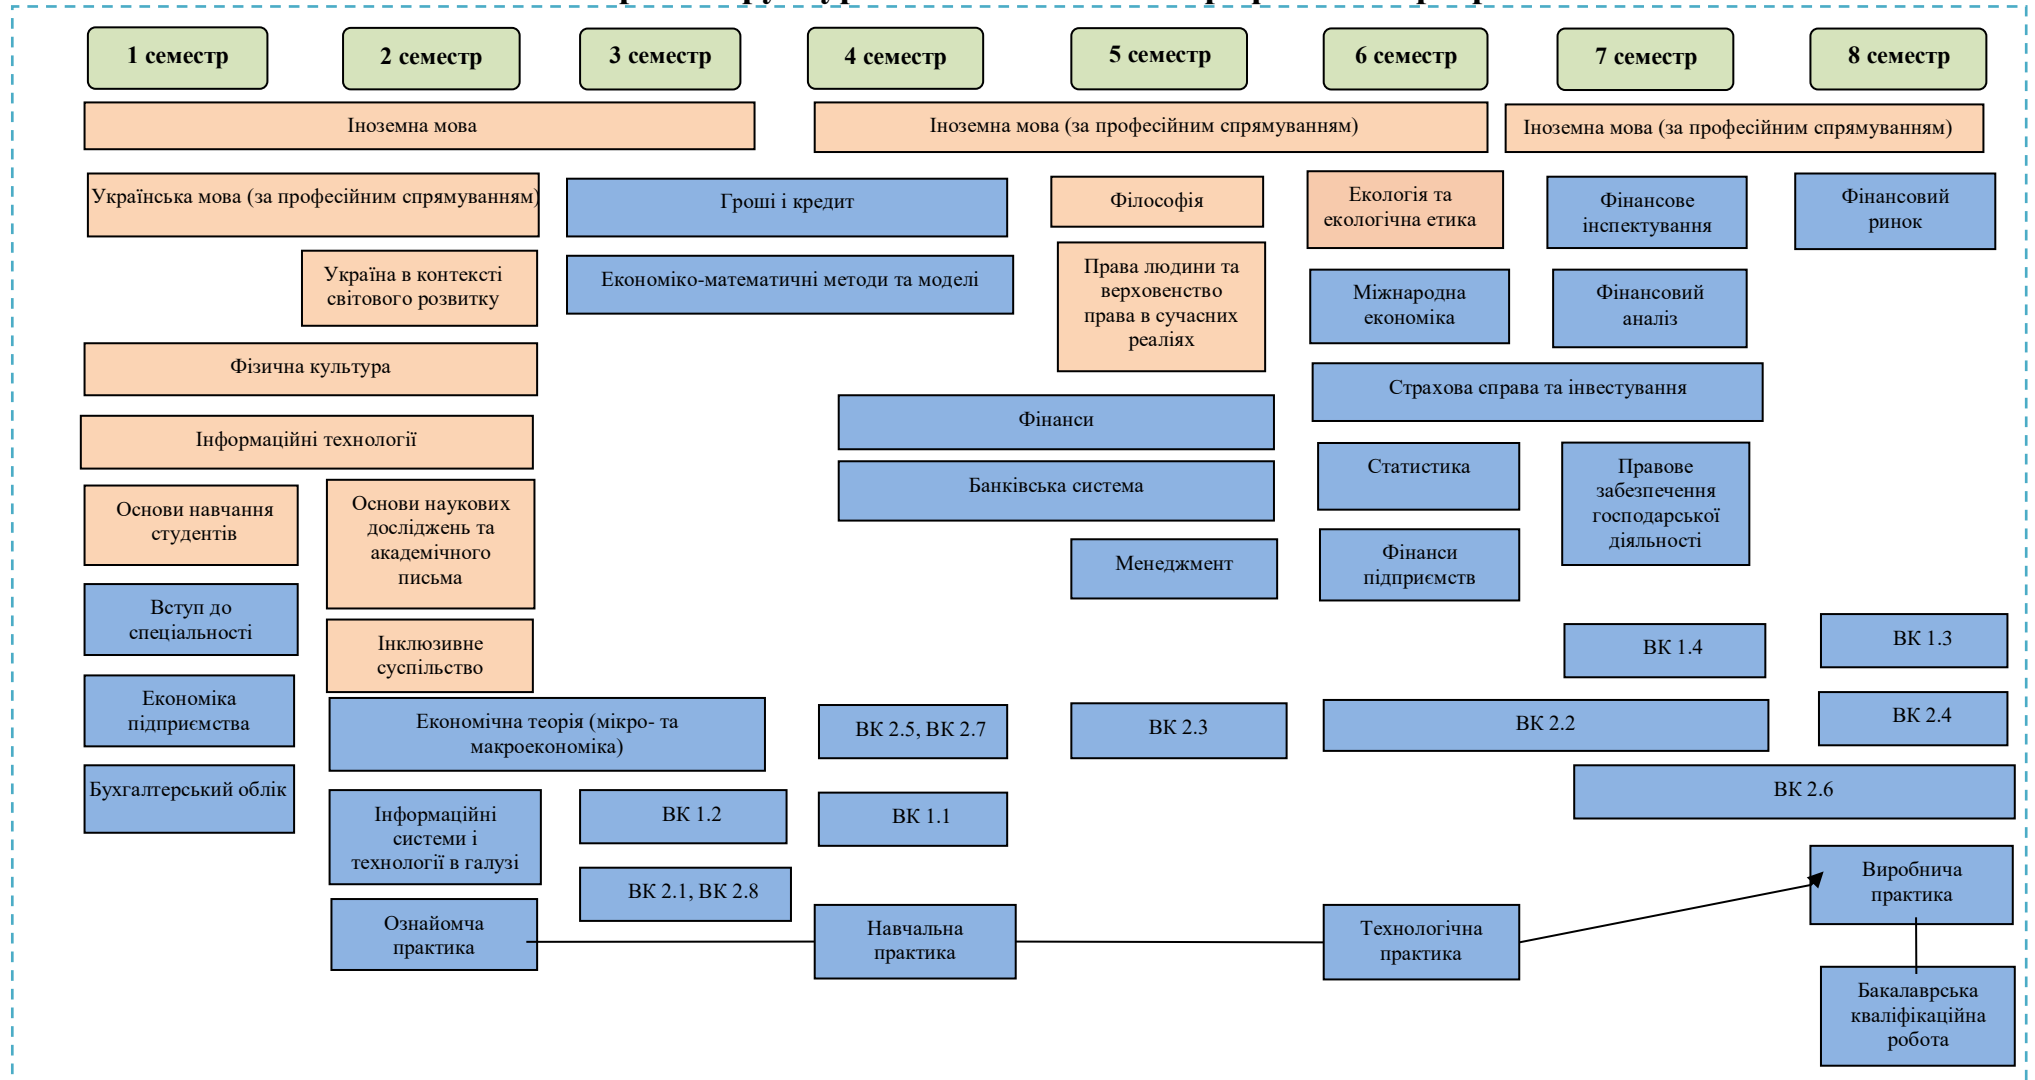 1 семестр
2 семестр
3 семестр
4 семестр
5 семестр
6 семестр
7 семестр
8 семестр
Іноземна мова
Іноземна мова (за професійним спрямуванням)
Іноземна мова (за професійним спрямуванням)
Українська мова (за професійним спрямуванням)
Гроші і кредит
Філософія
Екологія та
екологічна етика
Фінансове
інспектування
Фінансовий
ринок
Україна в контексті
світового розвитку
Економіко-математичні методи та моделі
Права людини та
верховенство
права в сучасних
реаліях
Міжнародна
економіка
Фінансовий
аналіз
Фізична культура
Страхова справа та інвестування
Фінанси
Інформаційні технології
Банківська система
Статистика
Правове
забезпечення
господарської
діяльності
Основи навчання
студентів
Основи наукових
досліджень та
академічного
письма
Менеджмент
Фінанси
підприємств
Вступ до
спеціальності
Інклюзивне
суспільство
ВК 1.4
ВК 1.3
Економіка
підприємства
Економічна теорія (мікро- та
макроекономіка)
ВК 2.5, ВК 2.7
ВК 2.3
ВК 2.2
ВК 2.4
Бухгалтерський облік
Інформаційні
системи і
технології в галузі
ВК 1.2
ВК 1.1
ВК 2.6
ВК 2.1, ВК 2.8
Ознайомча
практика
Навчальна
практика
Технологічна
практика
Виробнича
практика
Бакалаврська
кваліфікаційна
робота